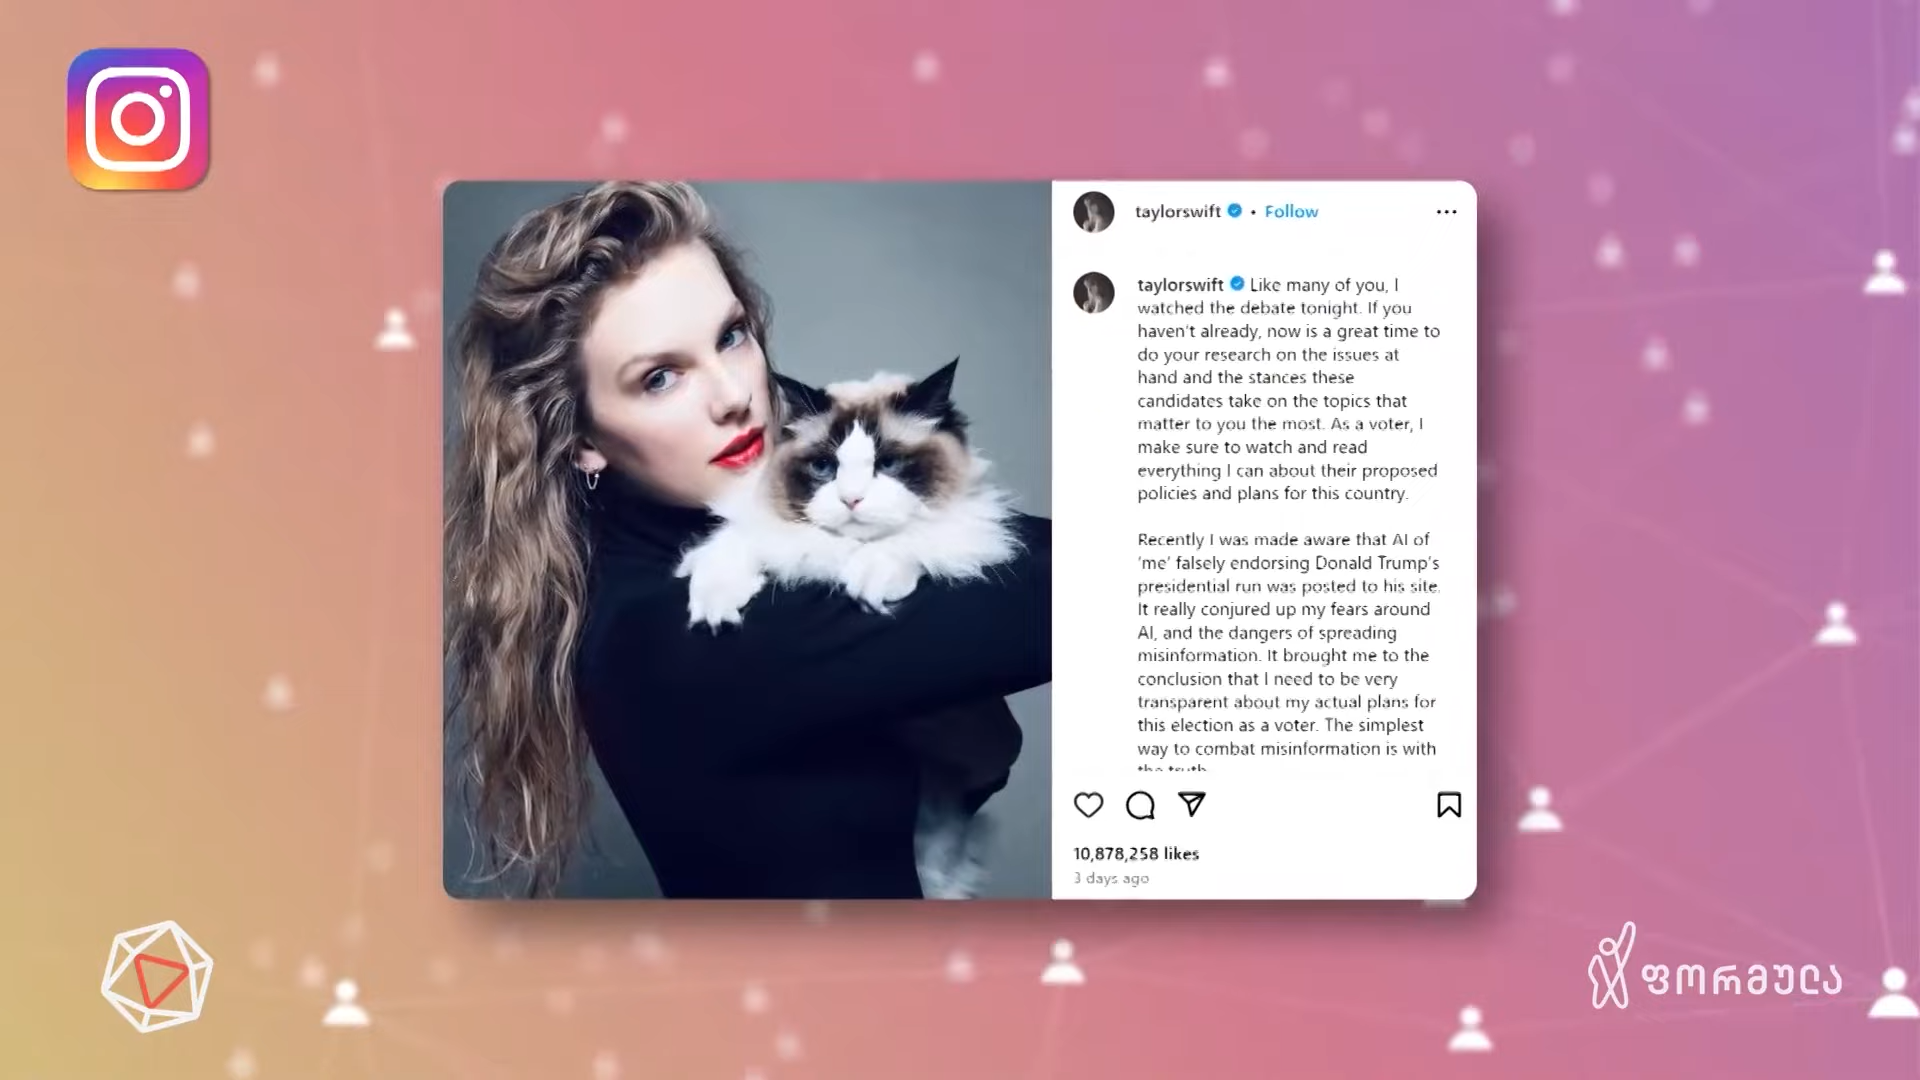 taylorswift • Follow
taylorswift Like many of you, I
watched the debate tonight. If you
haven't already, now is a great time to
do your research on the issues at
hand and the stances these
candidates take on the topics that
matter to you the most. As a voter, I
make sure to watch and read
everything I can about their proposed
policies and plans for this country.
Recently I was made aware that AI of
'me' falsely endorsing Donald Trump's
presidential run was posted to his site.
It really conjured up my fears around
AI, and the dangers of spreading
misinformation. It brought me to the
conclusion that I need to be very
transparent about my actual plans for
this election as a voter. The simplest
way to combat misinformation is with
the truth.
10,878,258 likes
3 days ago
ფორმულა